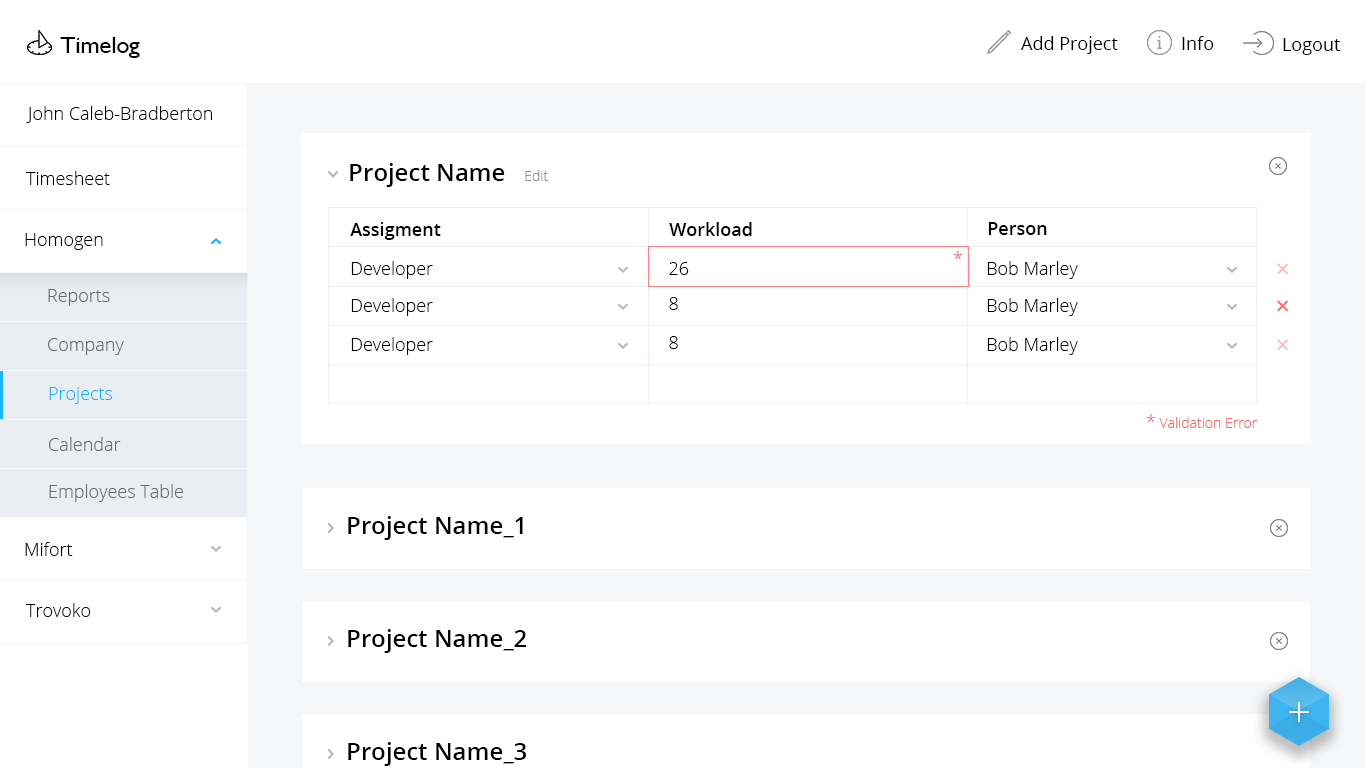 Timelog
Add Project
Info
Logout
John Caleb-Bradberton
Timesheet
Homogen
Reports
Company
Projects
Calendar
Employees Table
Mifort
Trovoko
Project Name Edit
Assigment Workload Person
Developer 26 * Bob Marley
Developer 8 Bob Marley
Developer 8 Bob Marley
* Validation Error
Project Name_1
Project Name_2
Project Name_3